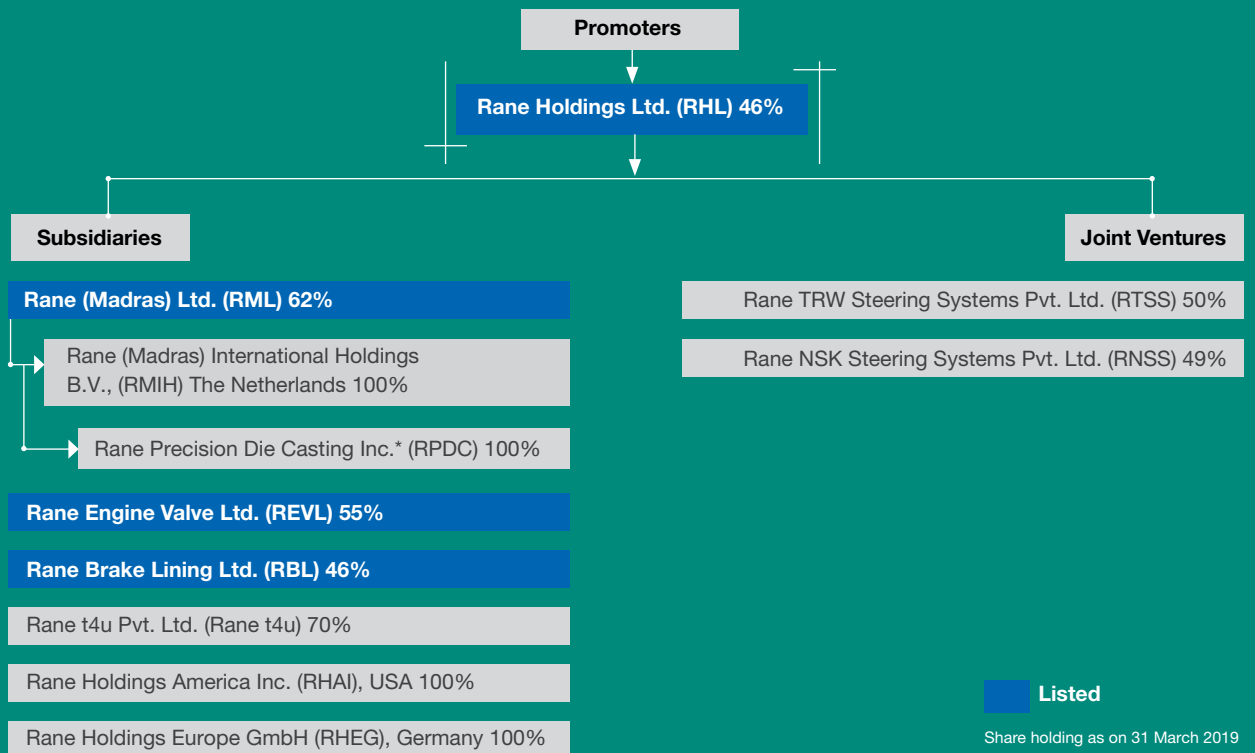 Promoters
Rane Holdings Ltd. (RHL) 46%
Subsidiaries
Joint Ventures
Rane (Madras) Ltd. (RML) 62%
Rane (Madras) International Holdings
B.V., (RMIH) The Netherlands 100%
Rane Precision Die Casting Inc.* (RPDC) 100%
Rane Engine Valve Ltd. (REVL) 55%
Rane Brake Lining Ltd. (RBL) 46%
Rane t4u Pvt. Ltd. (Rane t4u) 70%
Rane Holdings America Inc. (RHAI), USA 100%
Rane Holdings Europe GmbH (RHEG), Germany 100%
Rane TRW Steering Systems Pvt. Ltd. (RTSS) 50%
Rane NSK Steering Systems Pvt. Ltd. (RNSS) 49%
Listed
Share holding as on 31 March 2019